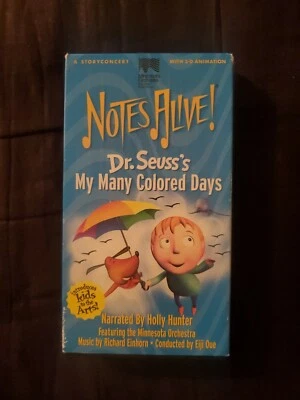 A STORYCONCERT
WITH 3-D ANIMATION
NOTES ALIVE!
Dr. Seuss's
My Many Colored Days
Introduces
kids
to the
Arts!
Narrated By Holly Hunter
Featuring the Minnesota Orchestra
Music by Richard Einhorn • Conducted by Eiji Oue